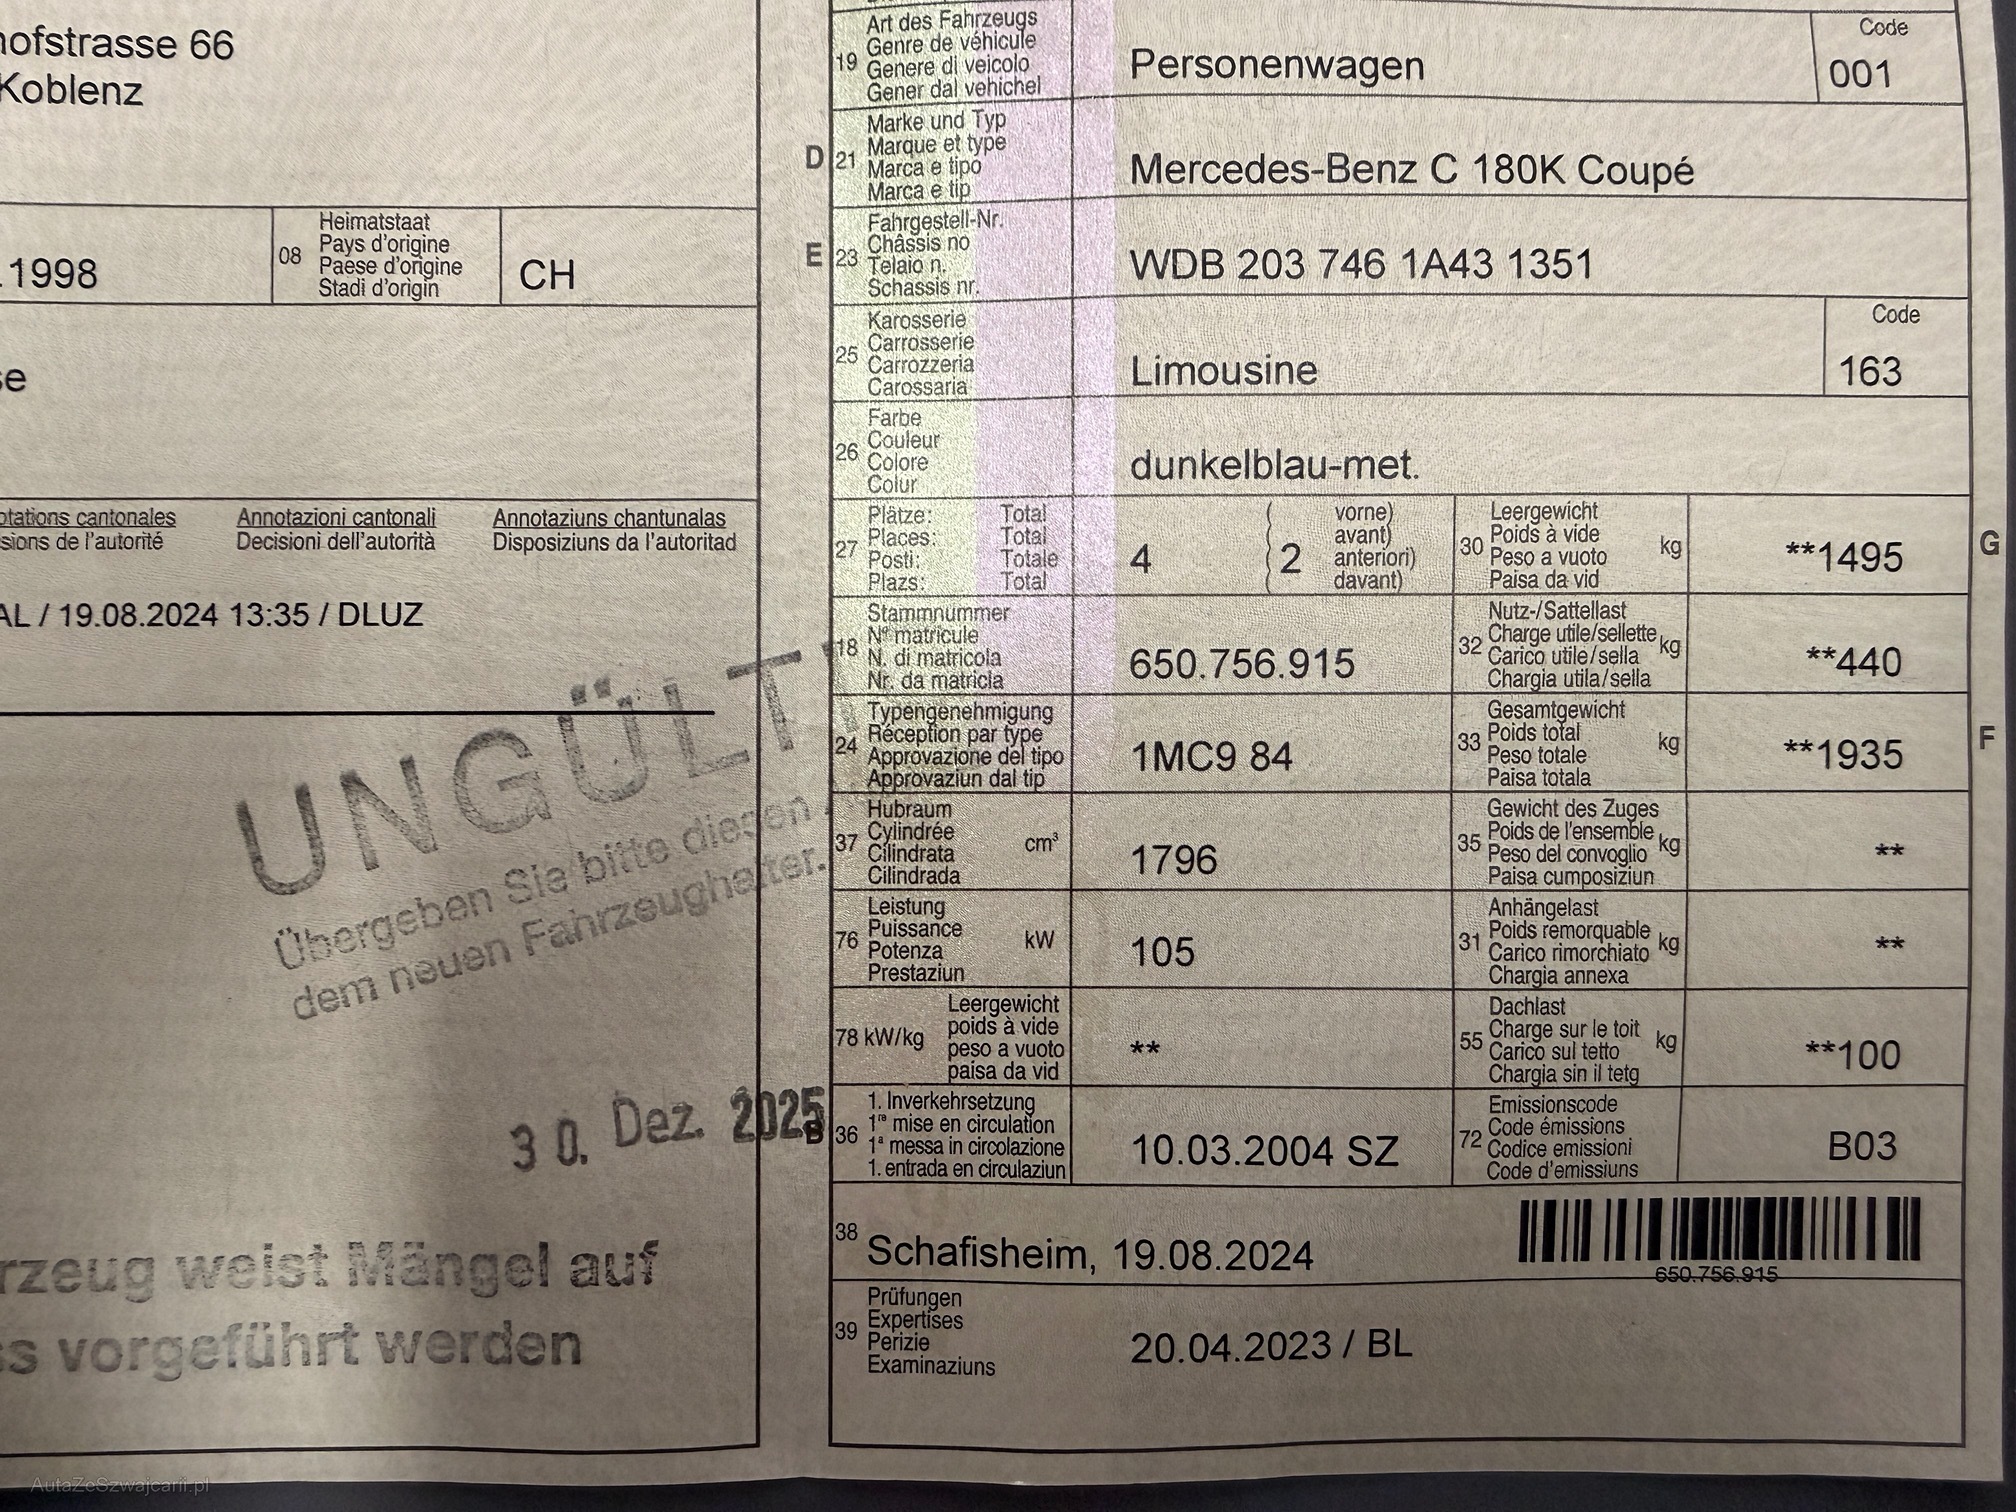 hofstrasse 66
Koblenz
.1998
08
Heimatstaat
Pays d'origine
Paese d'origine
Stadi d'origin
CH
se
otations cantonales
Annotazioni cantonali
Annotaziuns chantunalas
sions de l'autorité
Decisioni dell'autorità
Disposiziuns da l'autoritad
AL / 19.08.2024 13:35 / DLUZ
UNGÜLT
Übergeben Sie bitte diesen
dem neuen Fahrzeughalter.
30. Dez. 2025
rzeug weist Mängel auf
ss vorgeführt werden
19
Art des Fahrzeugs
Genre de véhicule
Genere di veicolo
Gener dal vehichel
Personenwagen
Code
001
D
21
Marke und Typ
Marque et type
Marca e tipo
Marca e tip
Mercedes-Benz C 180K Coupé
E
23
Fahrgestell-Nr.
Châssis no
Telaio n.
Schassis nr.
WDB 203 746 1A43 1351
25
Karosserie
Carrosserie
Carrozzeria
Carossaria
Limousine
Code
163
26
Farbe
Couleur
Colore
Colur
dunkelblau-met.
27
Plätze: Total
Places: Total
Posti: Totale
Plazs: Total
4
( 2
vorne)
avant)
anteriori)
davant)
30
Leergewicht
Poids à vide
Peso a vuoto
Paisa da vid
kg
**1495
G
18
Stammnummer
N° matricule
N. di matricola
Nr. da matricla
650.756.915
32
Nutz-/Sattellast
Charge utile/sellette
Carico utile/sella
Chargia utila/sella
kg
**440
24
Typengenehmigung
Réception par type
Approvazione del tipo
Approvaziun dal tip
1MC9 84
33
Gesamtgewicht
Poids total
Peso totale
Paisa totala
kg
**1935
F
37
Hubraum
Cylindrée
Cilindrata
Cilindrada
cm³
1796
35
Gewicht des Zuges
Poids de l'ensemble
Peso del convoglio
Paisa cumposiziun
kg
**
76
Leistung
Puissance
Potenza
Prestaziun
kW
105
31
Anhängelast
Poids remorquable
Carico rimorchiato
Chargia annexa
kg
**
78 kW/kg
Leergewicht
poids à vide
peso a vuoto
paisa da vid
**
55
Dachlast
Charge sur le toit
Carico sul tetto
Chargia sin il tetg
kg
**100
B
36
1. Inverkehrsetzung
1re mise en circulation
1a messa in circolazione
1. entrada en circulaziun
10.03.2004 SZ
72
Emissionscode
Code émissions
Codice emissioni
Code d'emissiuns
B03
38
Schafisheim, 19.08.2024
650.756.915
39
Prüfungen
Expertises
Perizie
Examinaziuns
20.04.2023 / BL
AutaZeSzwajcarii.pl